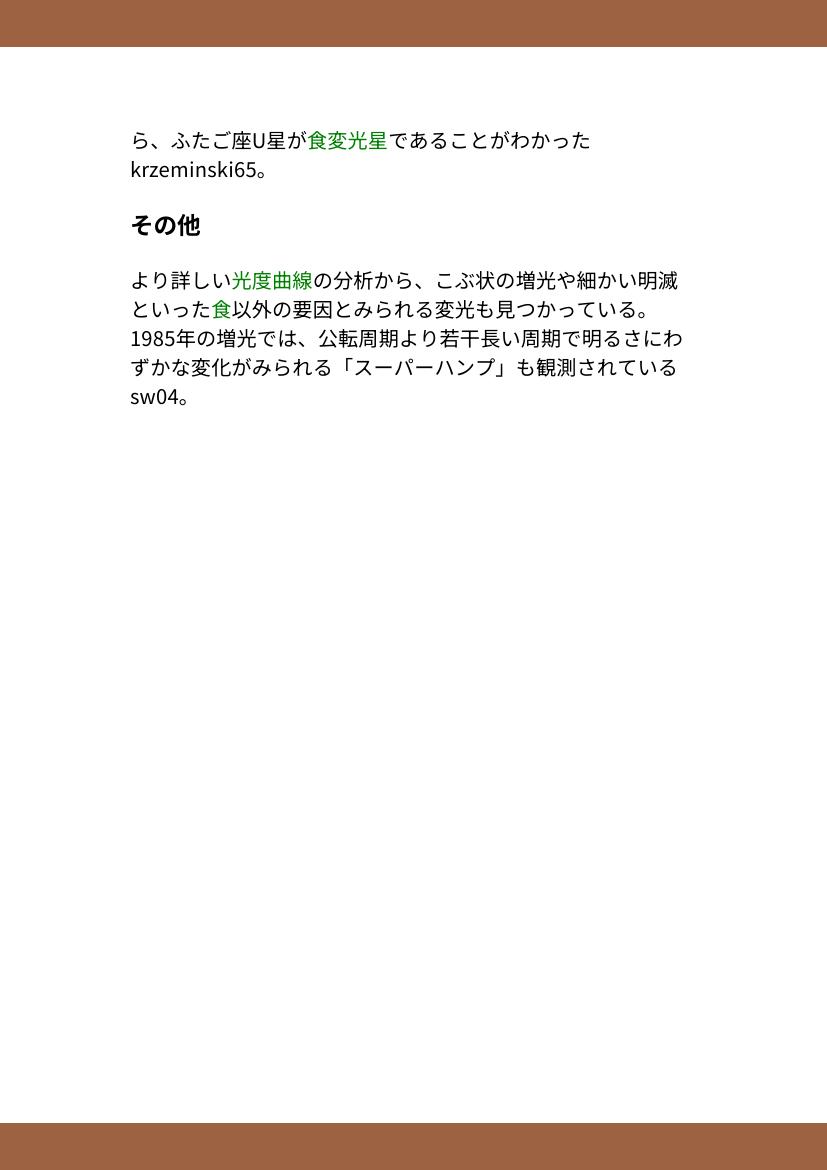 ら、ふたご座U星が食変光星であることがわかった
krzeminski65。
その他
より詳しい光度曲線の分析から、こぶ状の増光や細かい明滅
といった食以外の要因とみられる変光も見つかっている。
1985年の増光では、公転周期より若干長い周期で明るさにわ
ずかな変化がみられる「スーパーハンプ」も観測されている
sw04。